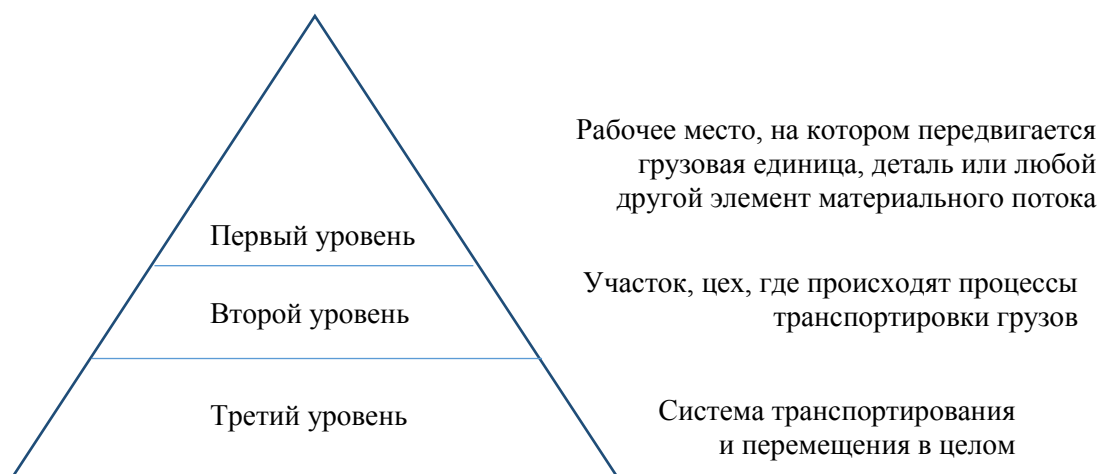 Рабочее место, на котором передвигается
грузовая единица, деталь или любой
другой элемент материального потока
Первый уровень
Участок, цех, где происходят процессы
транспортировки грузов
Второй уровень
Третий уровень
Система транспортирования
и перемещения в целом